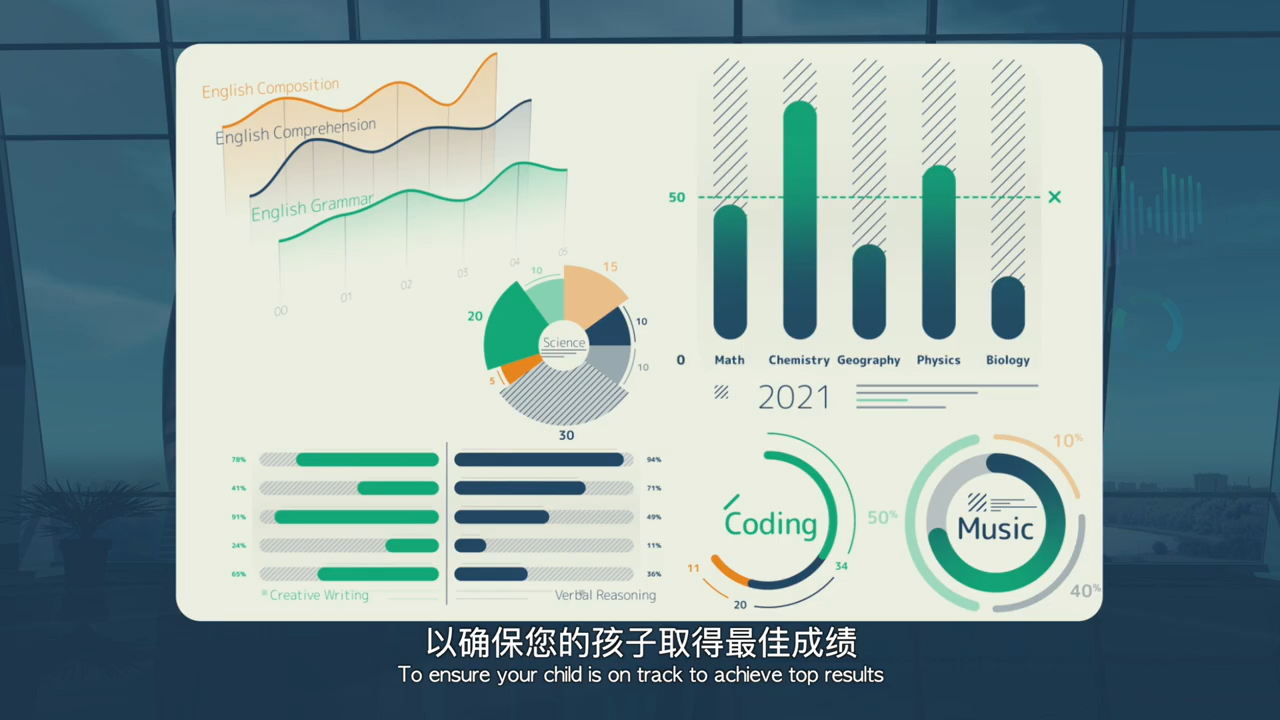 English Composition
English Comprehension
English Grammar
00
01
02
03
04
05
10
15
20
10
Science
10
5
30
50
0
Math
Chemistry
Geography
Physics
Biology
2021
78%
94%
41%
71%
91%
49%
24%
11%
65%
36%
Creative Writing
Verbal Reasoning
Coding
11
20
34
10%
50%
Music
40%
以确保您的孩子取得最佳成绩
To ensure your child is on track to achieve top results